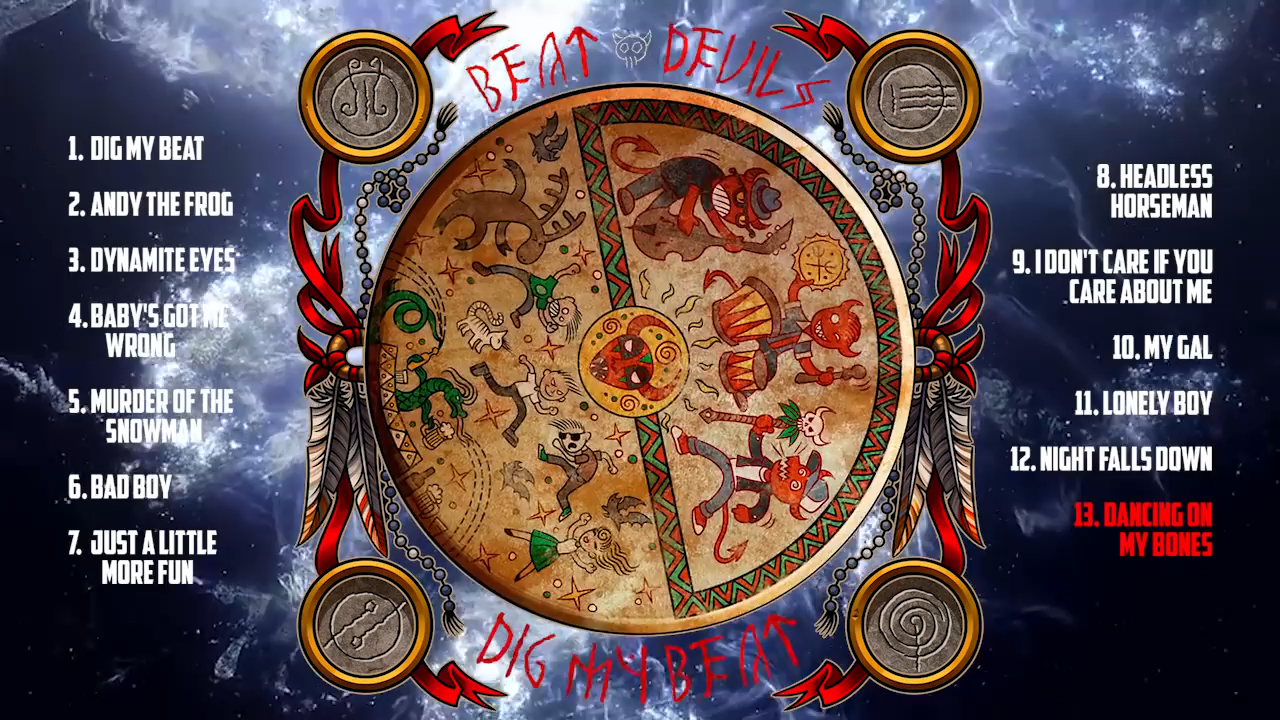 BEAT DEVILS
1. DIG MY BEAT
2. ANDY THE FROG
3. DYNAMITE EYES
4. BABY'S GOT ME
WRONG
5. MURDER OF THE
SNOWMAN
6. BAD BOY
7. JUST A LITTLE
MORE FUN
8. HEADLESS
HORSEMAN
9. I DON'T CARE IF YOU
CARE ABOUT ME
10. MY GAL
11. LONELY BOY
12. NIGHT FALLS DOWN
13. DANCING ON
MY BONES
DIG MY BEAT